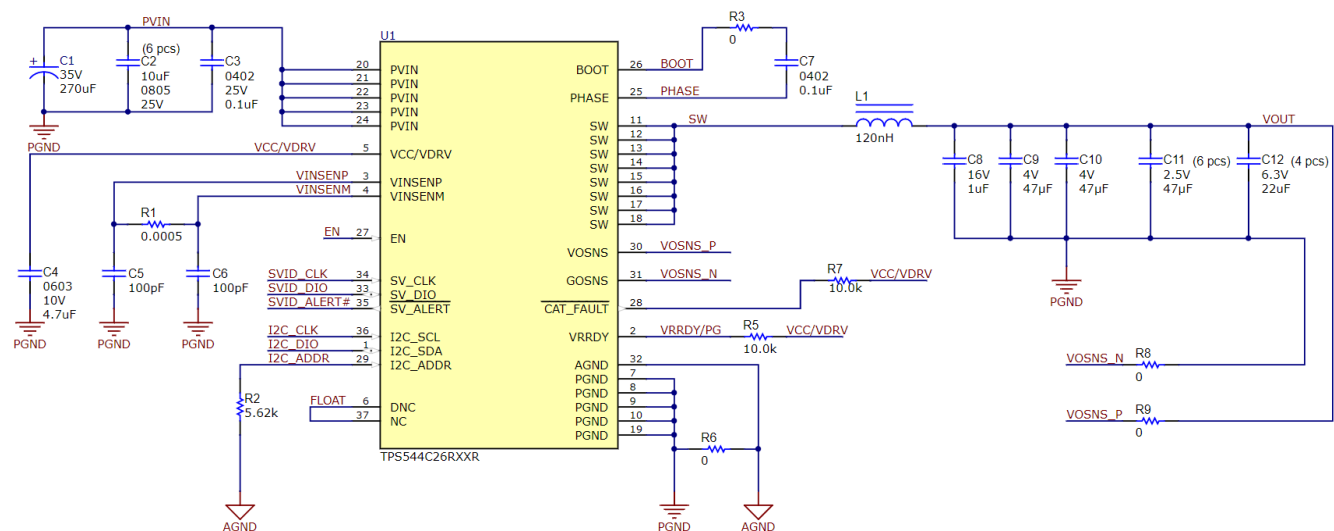 PVIN
C1
35V
270uF
(6 pcs)
C2
10uF
0805
25V
C3
0402
25V
0.1uF
PGND
VCC/VDRV
VINSENP
VINSENM
R1
0.0005
C4
0603
10V
4.7uF
C5
100pF
C6
100pF
PGND
PGND
PGND
EN
SVID_CLK
SVID_DIO
SVID_ALERT#
I2C_CLK
I2C_DIO
I2C_ADDR
R2
5.62k
FLOAT
AGND
U1
20 PVIN
21 PVIN
22 PVIN
23 PVIN
24 PVIN
5 VCC/VDRV
3 VINSENP
4 VINSENM
27 EN
34 SV_CLK
33 SV_DIO
35 SV_ALERT
36 I2C_SCL
1 I2C_SDA
29 I2C_ADDR
6 DNC
37 NC
BOOT 26 BOOT
PHASE 25 PHASE
SW 11 SW
SW 12
SW 13
SW 14
SW 15
SW 16
SW 17
SW 18
VOSNS 30 VOSNS_P
GOSNS 31 VOSNS_N
CAT_FAULT 28
VRRDY 2 VRRDY/PG
AGND 32
PGND 7
PGND 8
PGND 9
PGND 10
PGND 19
TPS544C26RXXR
R3
0
C7
0402
0.1uF
L1
120nH
VOUT
C8
16V
1uF
C9
4V
47µF
C10
4V
47µF
C11 (6 pcs)
2.5V
47µF
C12 (4 pcs)
6.3V
22uF
PGND
R7
10.0k
VCC/VDRV
R5
10.0k
VCC/VDRV
R6
0
PGND
AGND
VOSNS_N
R8
0
VOSNS_P
R9
0